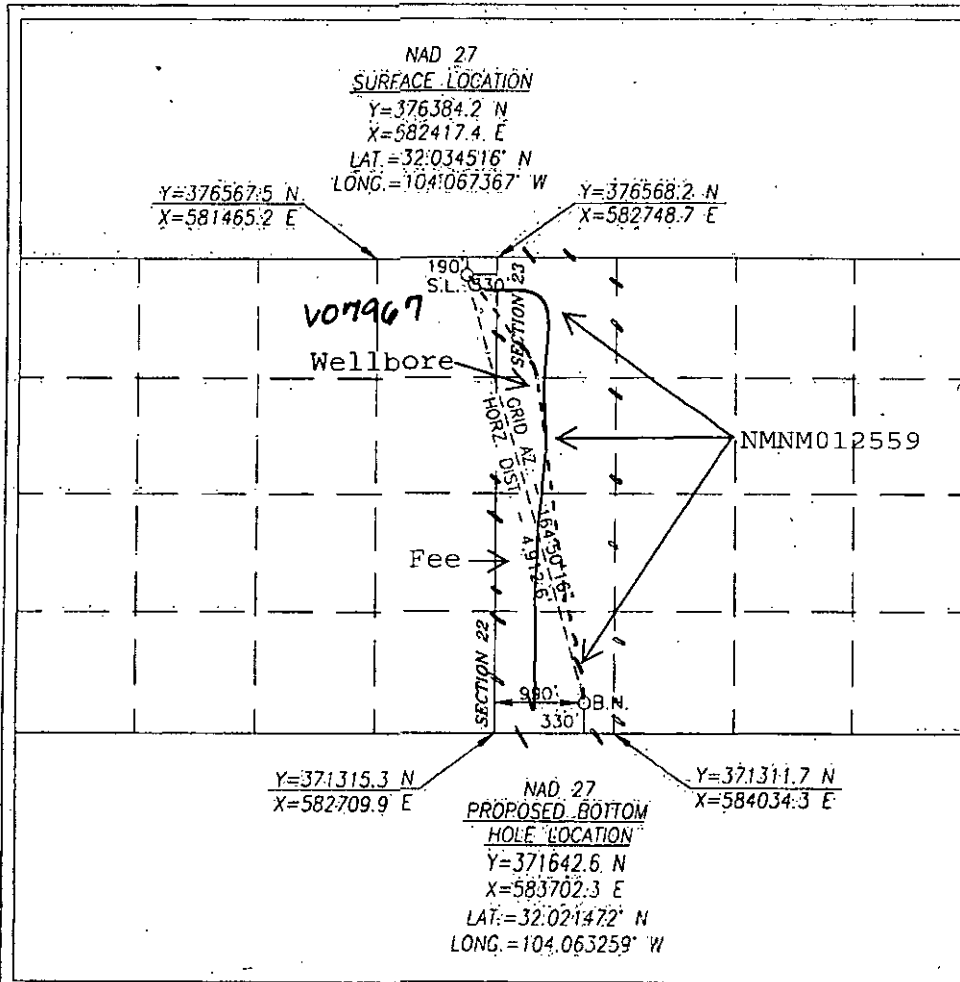 NAD 27
SURFACE LOCATION
Y=376384.2 N
X=582417.4 E
LAT.=32.034516° N
LONG.=104.067367° W
Y=376567.5 N
X=581465.2 E
Y=376568.2 N
X=582748.7 E
190'
S.L.
330'
SECTION 23
V07967
Wellbore
GRID AZ. - 164°50'16"
HORZ. DIST. - 4,912.6'
NMNM012559
Fee
SECTION 22
990'
B.H.
330'
Y=371315.3 N
X=582709.9 E
Y=371311.7 N
X=584034.3 E
NAD 27
PROPOSED BOTTOM
HOLE LOCATION
Y=371642.6 N
X=583702.3 E
LAT.=32.021472° N
LONG.=104.063259° W